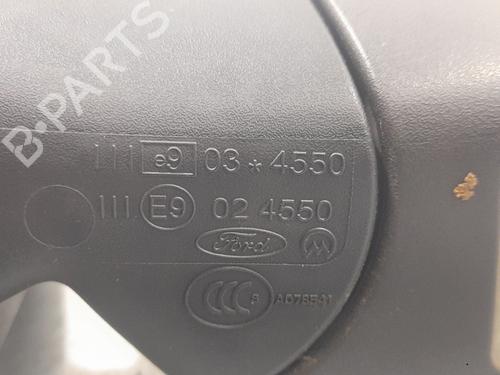 III e9 03*4550
III E9 02 4550
Ford
CCC S A078541
B-PARTS